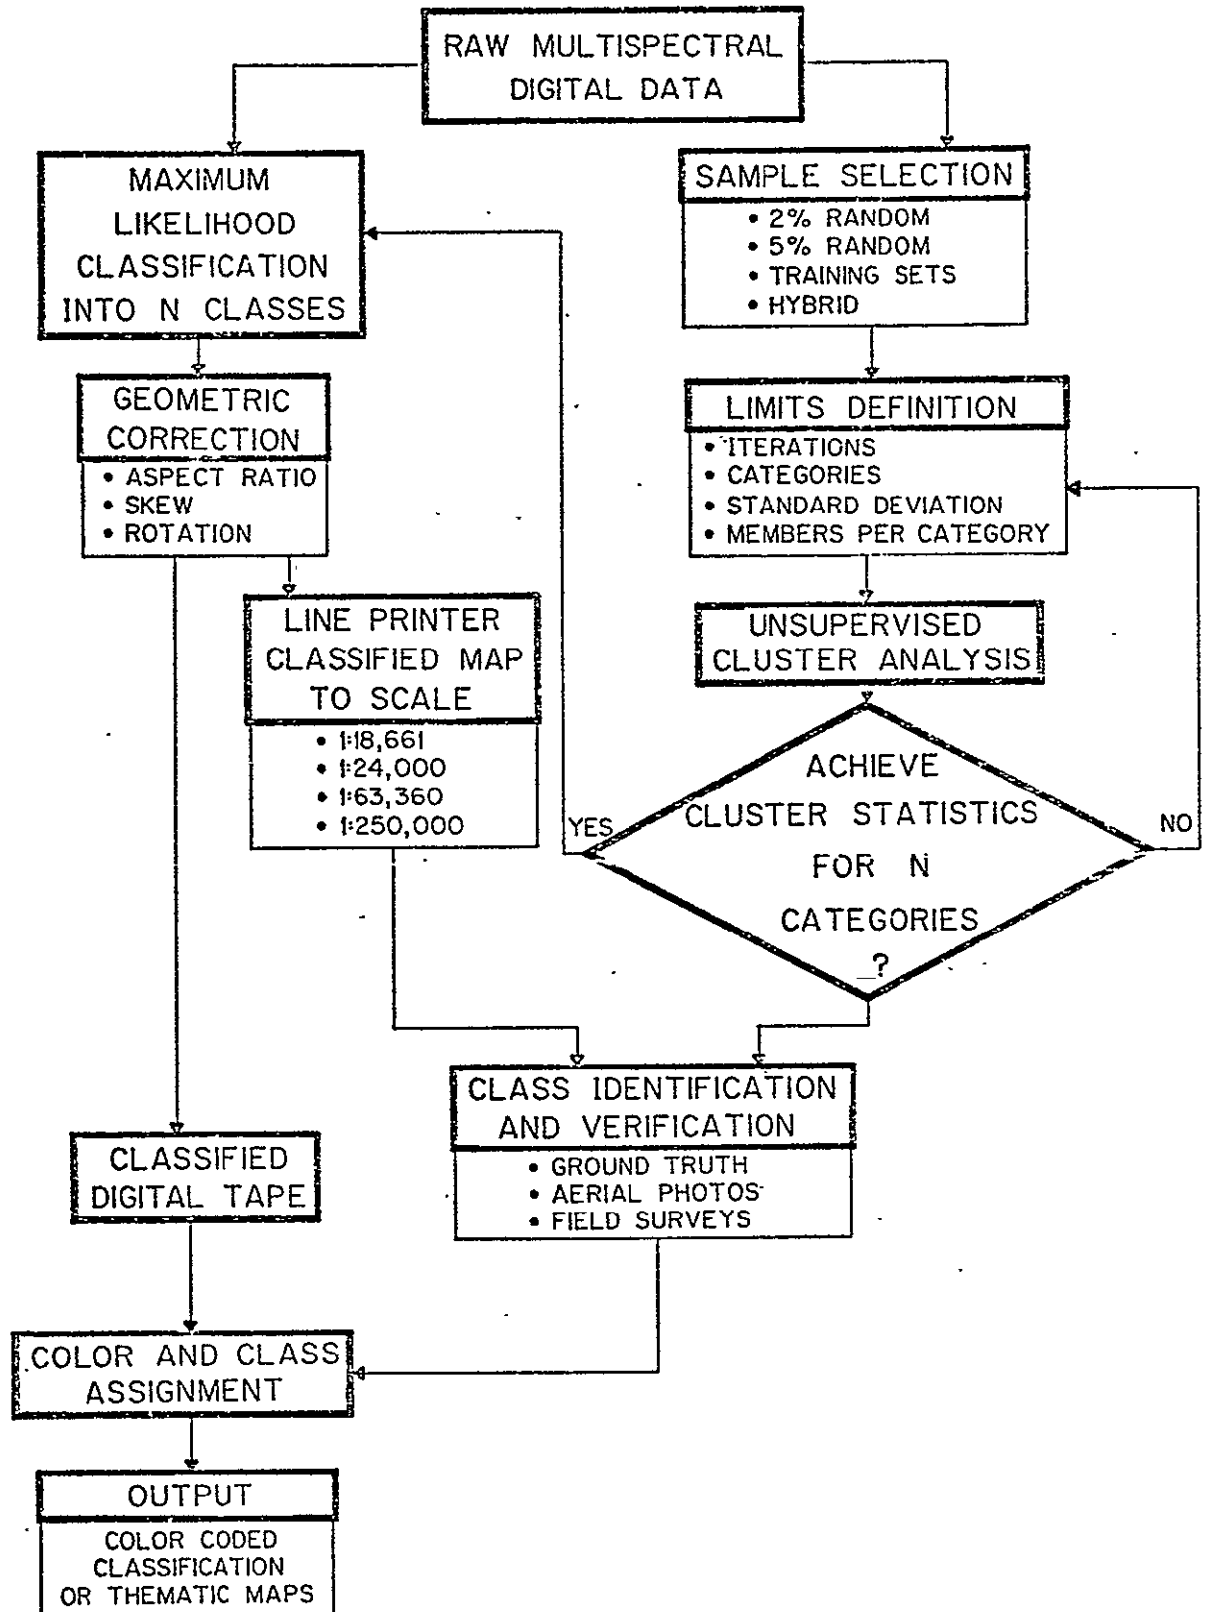 RAW MULTISPECTRAL
DIGITAL DATA
MAXIMUM
LIKELIHOOD
CLASSIFICATION
INTO N CLASSES
SAMPLE SELECTION
• 2% RANDOM
• 5% RANDOM
• TRAINING SETS
• HYBRID
GEOMETRIC
CORRECTION
• ASPECT RATIO
• SKEW
• ROTATION
LIMITS DEFINITION
• ITERATIONS
• CATEGORIES
• STANDARD DEVIATION
• MEMBERS PER CATEGORY
LINE PRINTER
CLASSIFIED MAP
TO SCALE
• 1:18,661
• 1:24,000
• 1:63,360
• 1:250,000
UNSUPERVISED
CLUSTER ANALYSIS
ACHIEVE
CLUSTER STATISTICS
FOR N
CATEGORIES
_?
YES
NO
CLASS IDENTIFICATION
AND VERIFICATION
• GROUND TRUTH
• AERIAL PHOTOS
• FIELD SURVEYS
CLASSIFIED
DIGITAL TAPE
COLOR AND CLASS
ASSIGNMENT
OUTPUT
COLOR CODED
CLASSIFICATION
OR THEMATIC MAPS